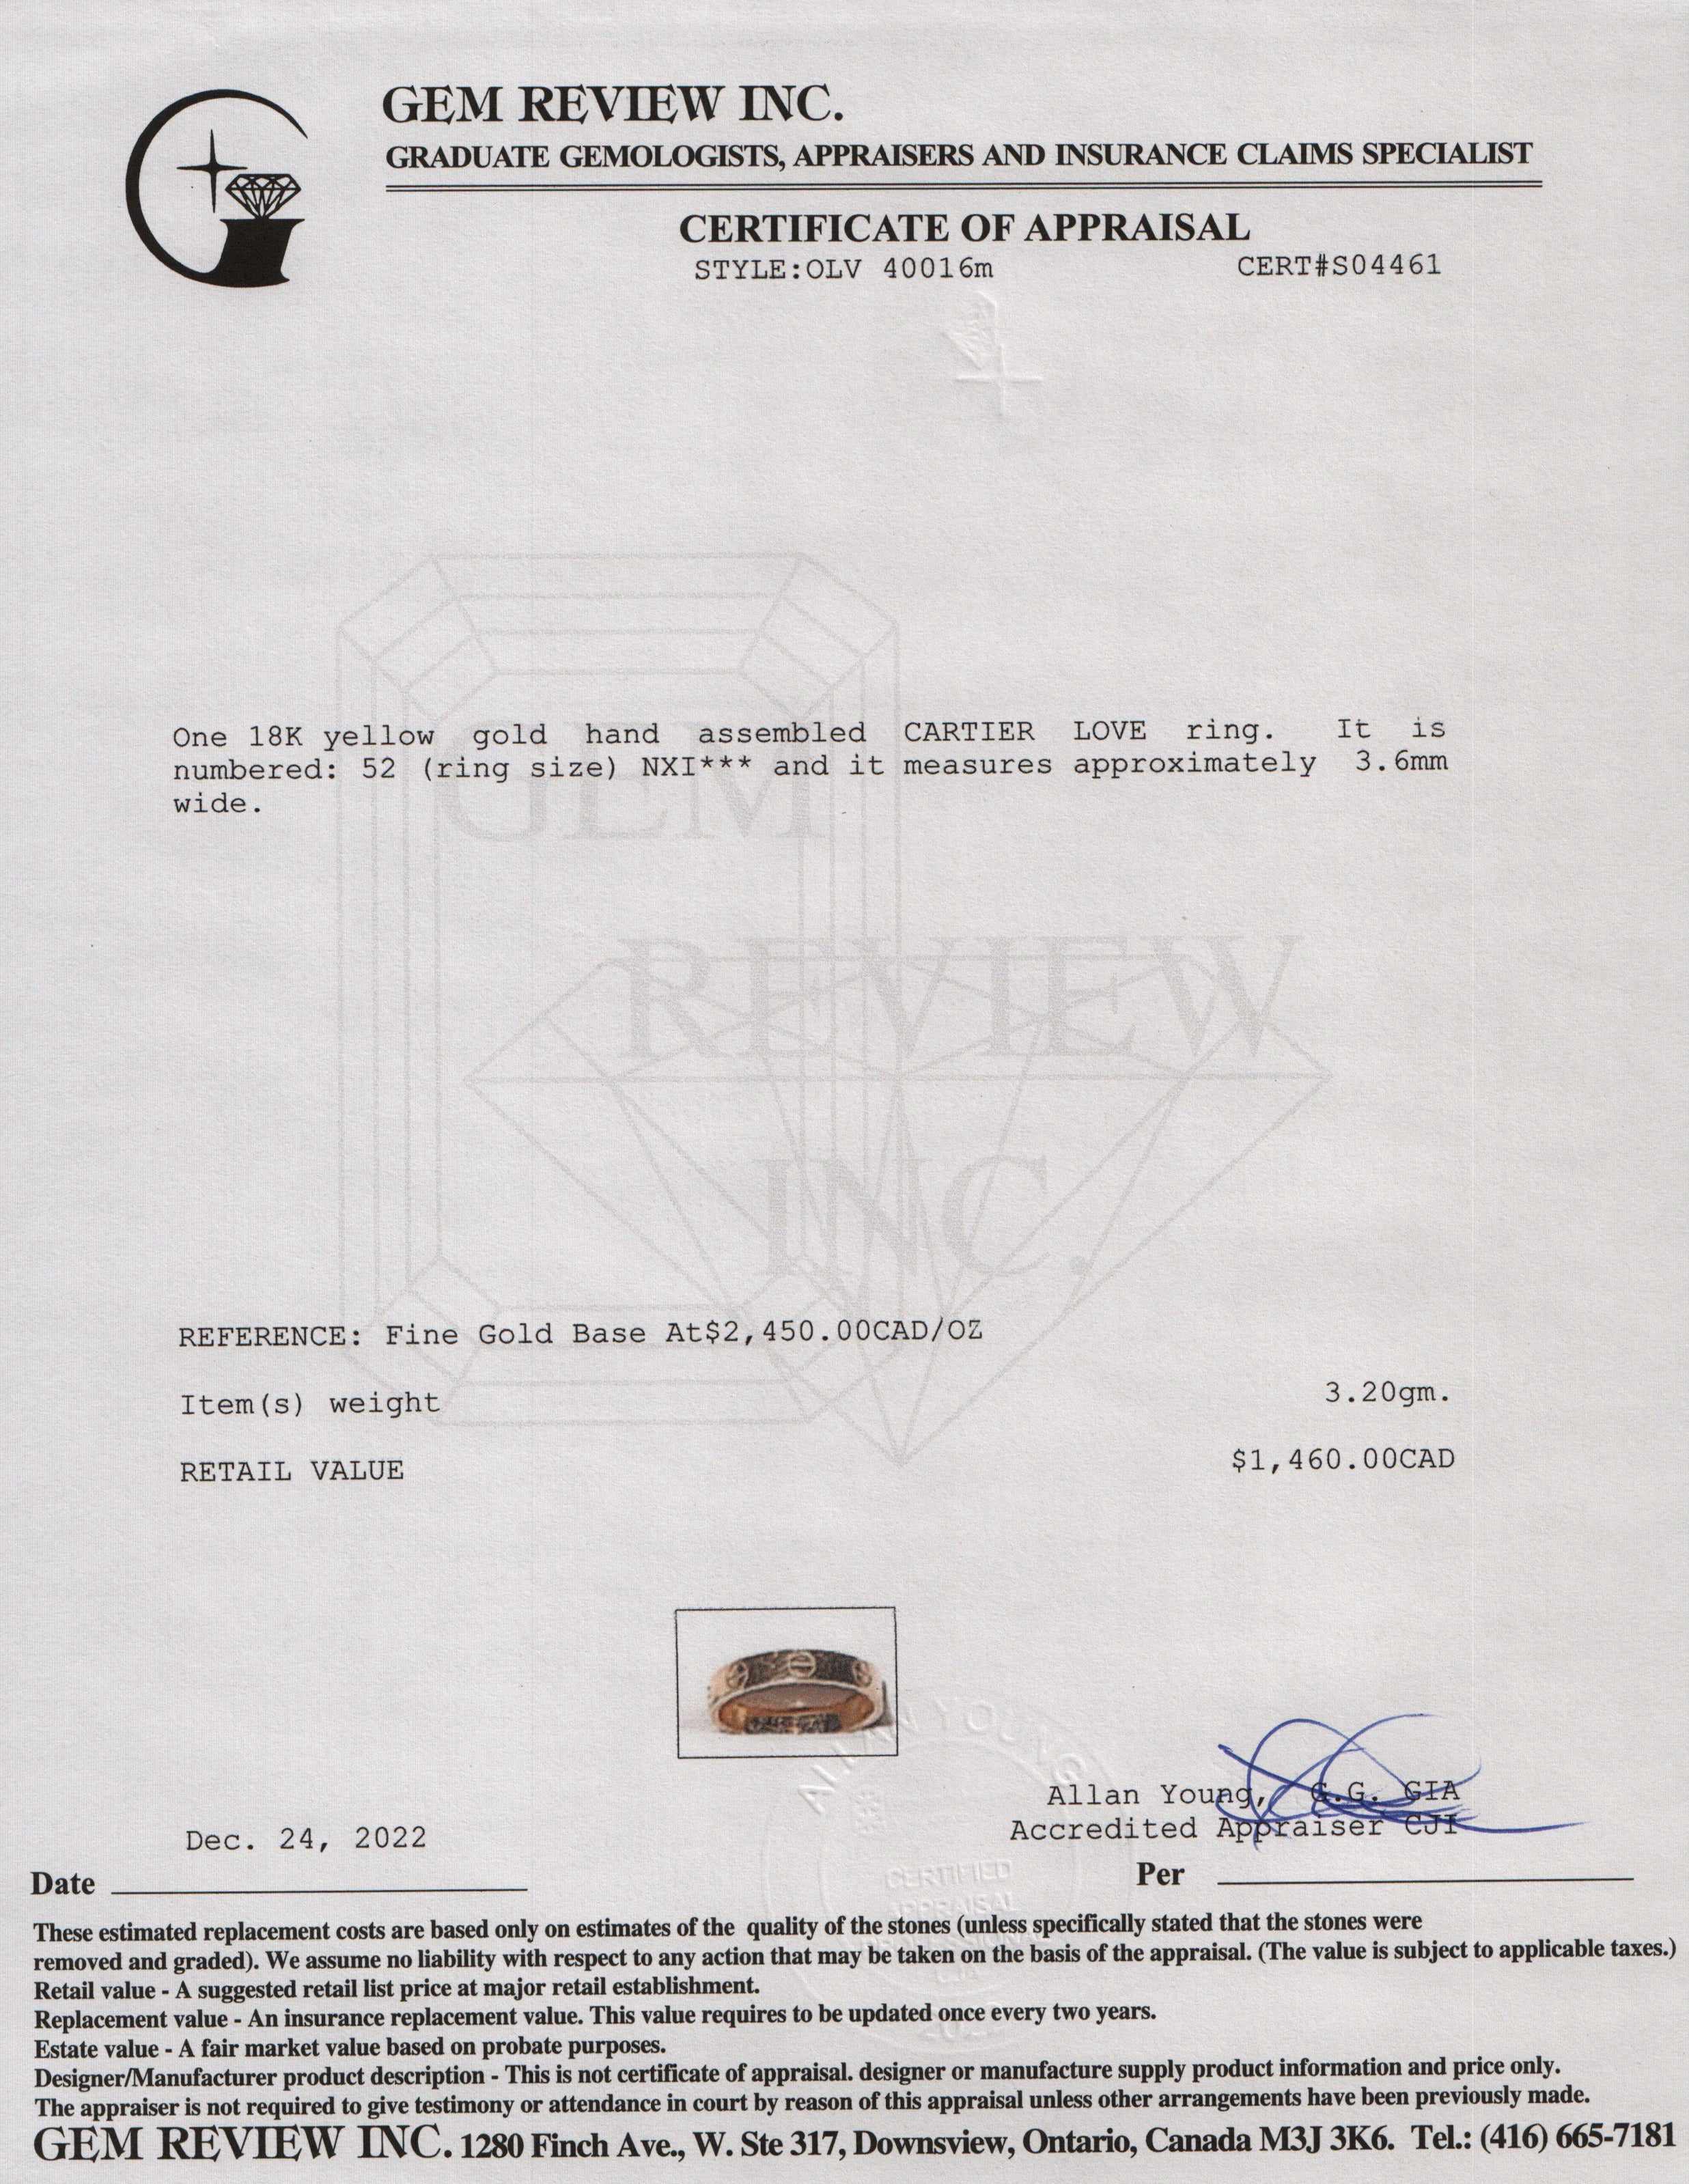 GEM REVIEW INC.
GRADUATE GEMOLOGISTS, APPRAISERS AND INSURANCE CLAIMS SPECIALIST
CERTIFICATE OF APPRAISAL
STYLE:OLV 40016m CERT#S04461
One 18K yellow gold hand assembled CARTIER LOVE ring. It is
numbered: 52 (ring size) NXI*** and it measures approximately 3.6mm
wide.
GEM
REVIEW
INC.
REFERENCE: Fine Gold Base At$2,450.00CAD/OZ
Item(s) weight 3.20gm.
RETAIL VALUE $1,460.00CAD
ALLAN YOUNG
Allan Young, G.G. GIA
Accredited Appraiser CJI
Dec. 24, 2022
CERTIFIED
APPRAISAL
Date Per
These estimated replacement costs are based only on estimates of the quality of the stones (unless specifically stated that the stones were
removed and graded). We assume no liability with respect to any action that may be taken on the basis of the appraisal. (The value is subject to applicable taxes.)
Retail value - A suggested retail list price at major retail establishment.
Replacement value - An insurance replacement value. This value requires to be updated once every two years.
Estate value - A fair market value based on probate purposes.
Designer/Manufacturer product description - This is not certificate of appraisal. designer or manufacture supply product information and price only.
The appraiser is not required to give testimony or attendance in court by reason of this appraisal unless other arrangements have been previously made.
GEM REVIEW INC. 1280 Finch Ave., W. Ste 317, Downsview, Ontario, Canada M3J 3K6. Tel.: (416) 665-7181